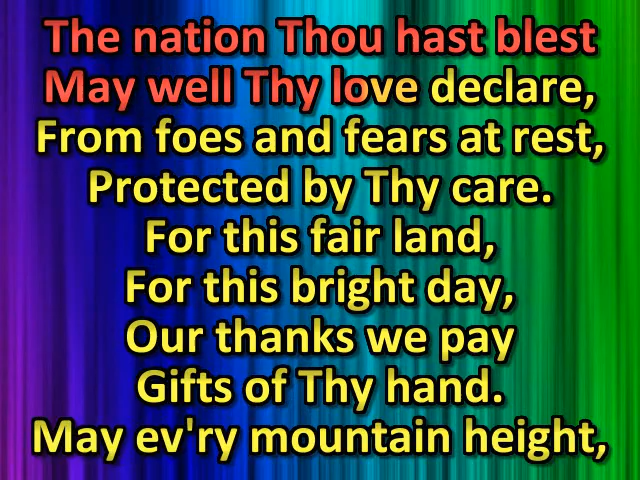 The nation Thou hast blest
May well Thy love declare,
From foes and fears at rest,
Protected by Thy care.
For this fair land,
For this bright day,
Our thanks we pay
Gifts of Thy hand.
May ev'ry mountain height,